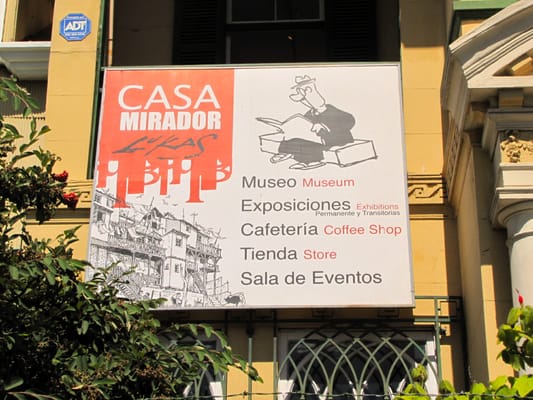 ADT
CASA
MIRADOR
LUKAS
Museo Museum
Exposiciones Exhibitions
Permanente y Transitorias
Cafetería Coffee Shop
Tienda Store
Sala de Eventos